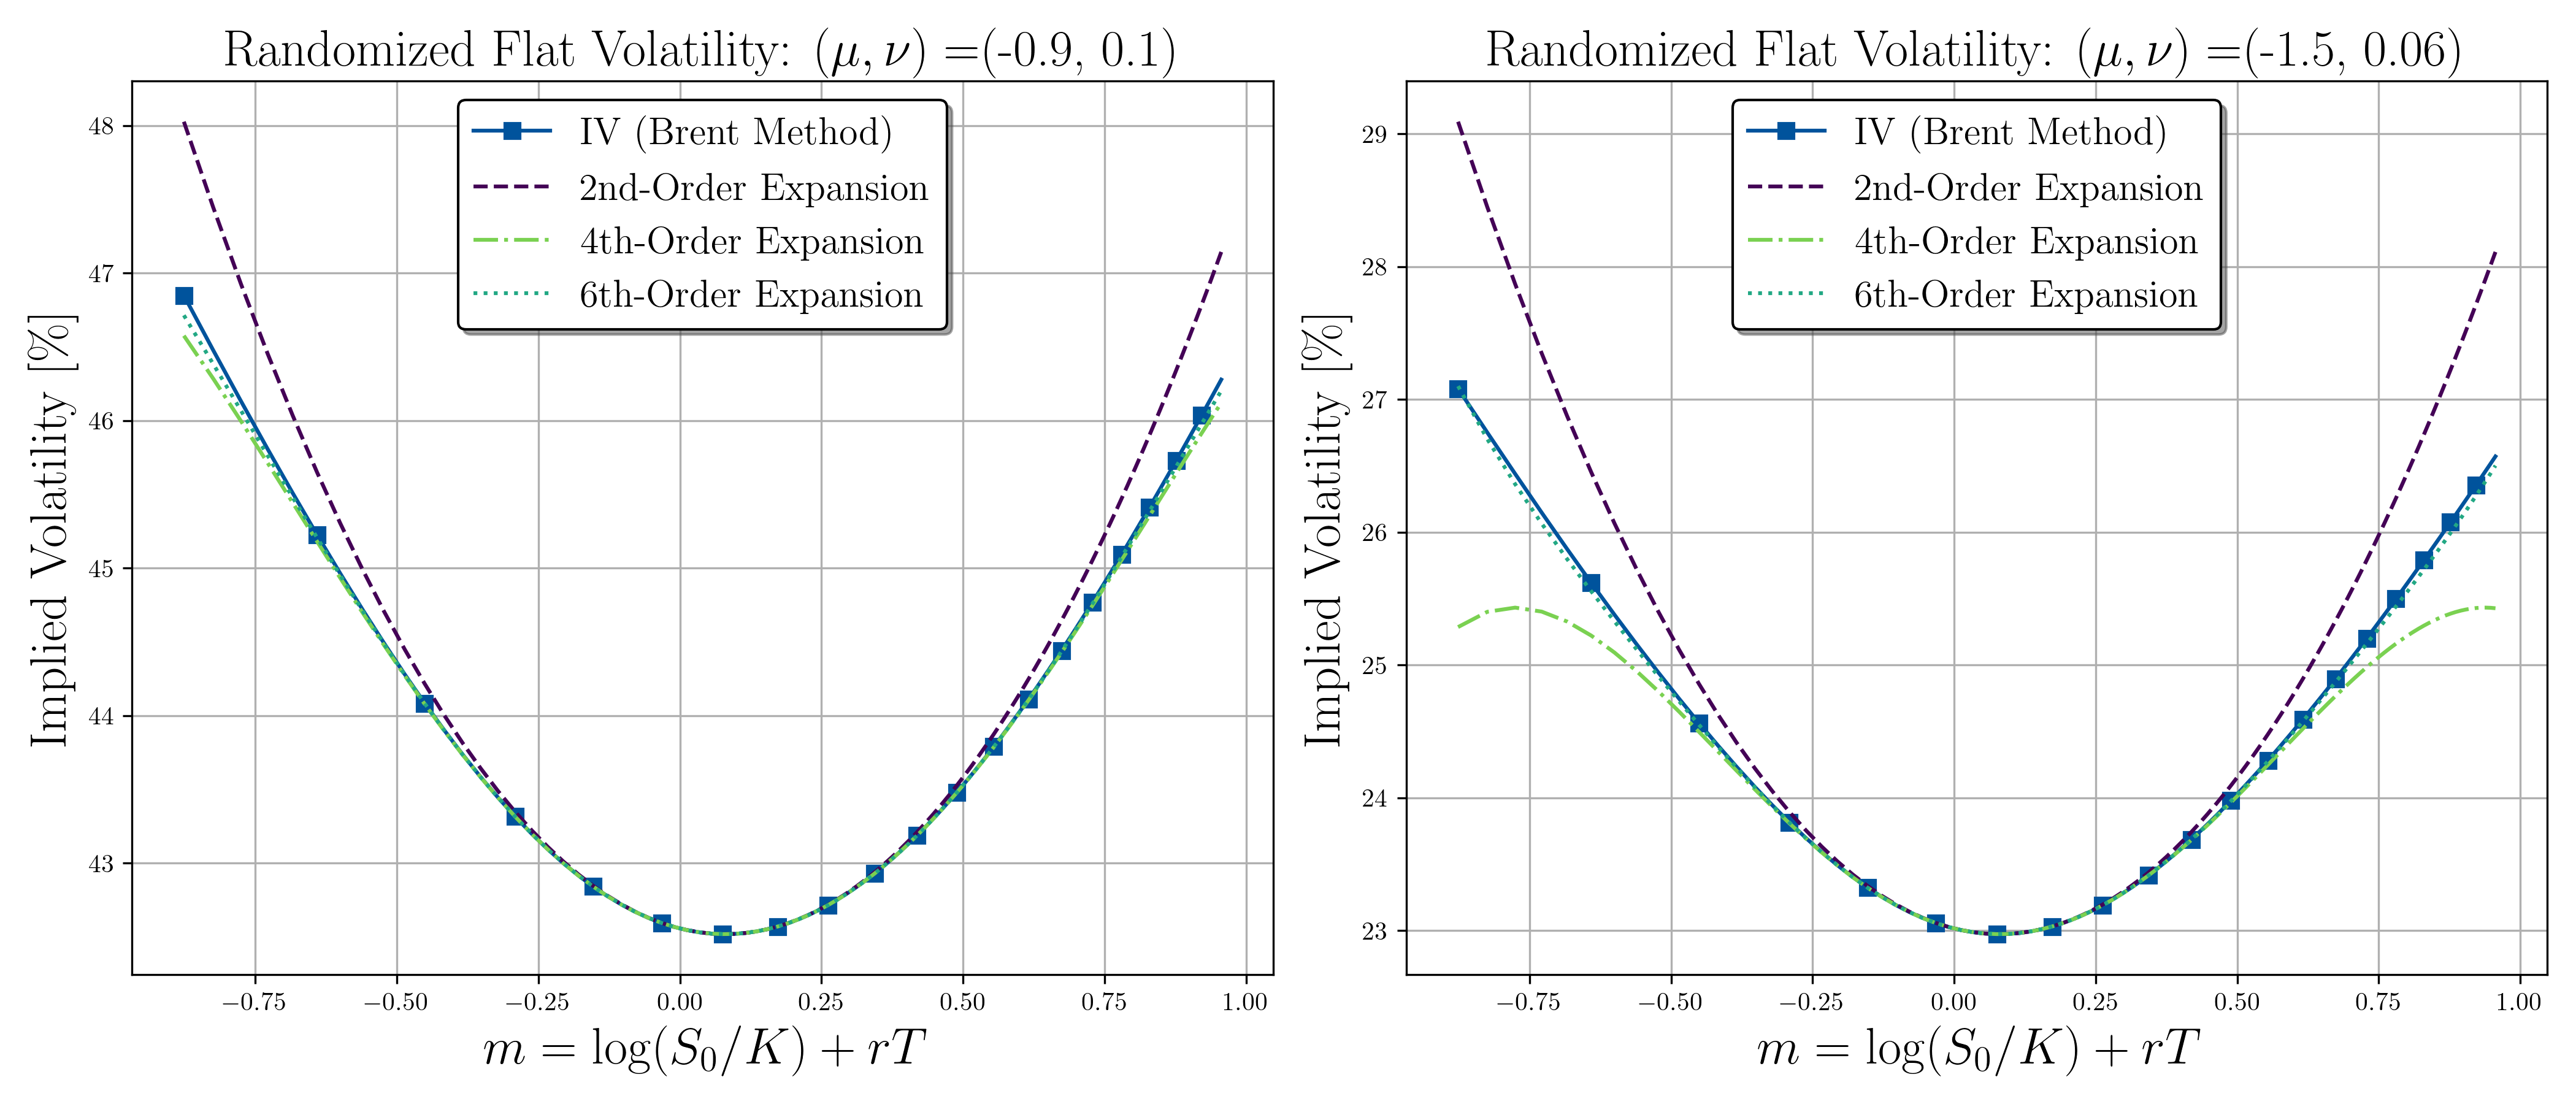 Randomized Flat Volatility: (μ, ν) =(-0.9, 0.1)
IV (Brent Method)
2nd-Order Expansion
4th-Order Expansion
6th-Order Expansion
Implied Volatility [%]
48
47
46
45
44
43
−0.75 −0.50 −0.25 0.00 0.25 0.50 0.75 1.00
m = log(S₀/K) + rT
Randomized Flat Volatility: (μ, ν) =(-1.5, 0.06)
IV (Brent Method)
2nd-Order Expansion
4th-Order Expansion
6th-Order Expansion
Implied Volatility [%]
29
28
27
26
25
24
23
−0.75 −0.50 −0.25 0.00 0.25 0.50 0.75 1.00
m = log(S₀/K) + rT